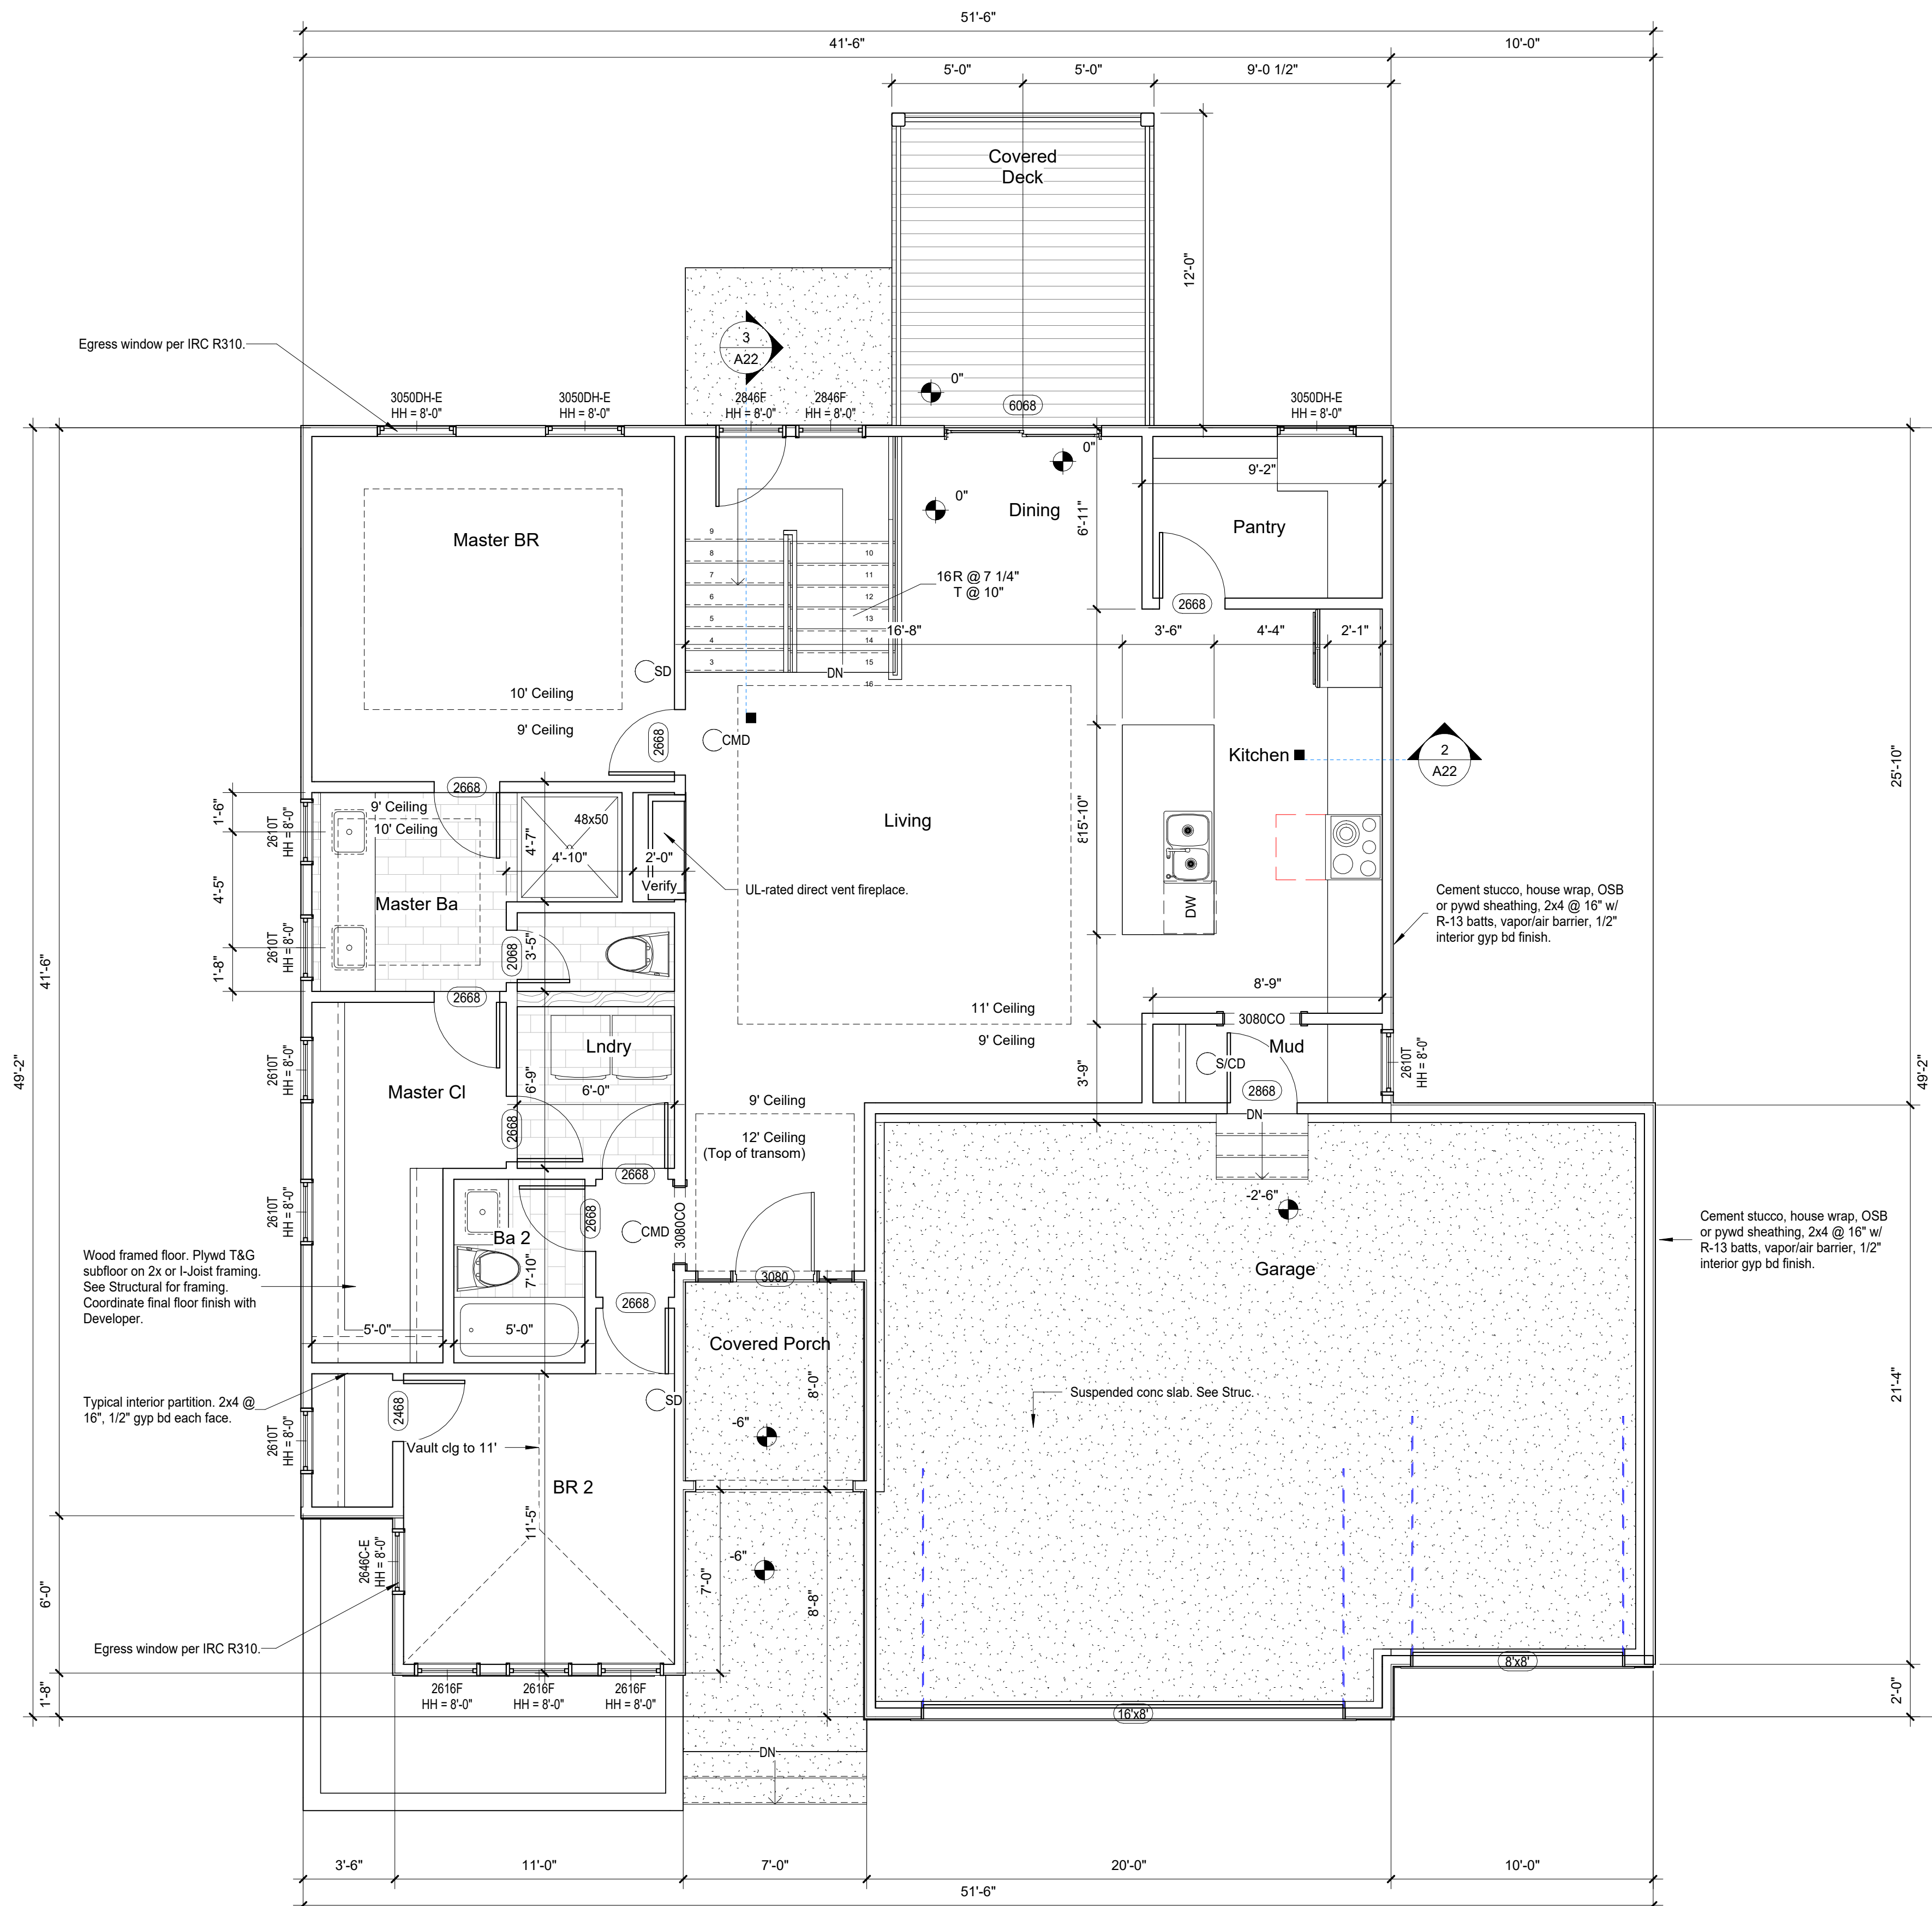 51'-6"
41'-6"
10'-0"
5'-0"
5'-0"
9'-0 1/2"
Covered
Deck
12'-0"
Egress window per IRC R310.
3
A22
3050DH-E
HH = 8'-0"
3050DH-E
HH = 8'-0"
2846F
HH = 8'-0"
2846F
HH = 8'-0"
0"
6068
3050DH-E
HH = 8'-0"
0"
9'-2"
0"
Dining
6'-11"
Pantry
Master BR
9
8
7
6
5
4
3
10
11
12
13
14
15
16
16R @ 7 1/4"
T @ 10"
2668
16'-8"
3'-6"
4'-4"
2'-1"
SD
DN
10' Ceiling
9' Ceiling
2668
CMD
Kitchen
2
A22
25'-10"
2668
1'-6"
2610T
HH = 8'-0"
9' Ceiling
10' Ceiling
48x50
4'-7"
4'-10"
2'-0"
Verify
Living
815'-10"
UL-rated direct vent fireplace.
4'-5"
Master Ba
DW
Cement stucco, house wrap, OSB
or pywd sheathing, 2x4 @ 16" w/
R-13 batts, vapor/air barrier, 1/2"
interior gyp bd finish.
2610T
HH = 8'-0"
1'-8"
2068
3'-5"
41'-6"
2668
8'-9"
11' Ceiling
9' Ceiling
3080CO
Mud
Lndry
S/CD
2610T
HH = 8'-0"
2610T
HH = 8'-0"
49'-2"
49'-2"
Master Cl
6'-9"
6'-0"
3'-9"
2868
DN
9' Ceiling
12' Ceiling
(Top of transom)
2668
2668
2610T
HH = 8'-0"
2668
3080CO
-2'-6"
Ba 2
CMD
7'-10"
Wood framed floor. Plywd T&G
subfloor on 2x or I-Joist framing.
See Structural for framing.
Coordinate final floor finish with
Developer.
3080
Garage
Cement stucco, house wrap, OSB
or pywd sheathing, 2x4 @ 16" w/
R-13 batts, vapor/air barrier, 1/2"
interior gyp bd finish.
2668
5'-0"
5'-0"
Covered Porch
8'-0"
Typical interior partition. 2x4 @
16", 1/2" gyp bd each face.
2468
SD
Suspended conc slab. See Struc.
21'-4"
2610T
HH = 8'-0"
Vault clg to 11'
-6"
BR 2
11'-5"
2646C-E
HH = 8'-0"
-6"
7'-0"
8'-8"
6'-0"
Egress window per IRC R310.
8'x8'
1'-8"
2616F
HH = 8'-0"
2616F
HH = 8'-0"
2616F
HH = 8'-0"
16'x8'
2'-0"
DN
3'-6"
11'-0"
7'-0"
20'-0"
10'-0"
51'-6"